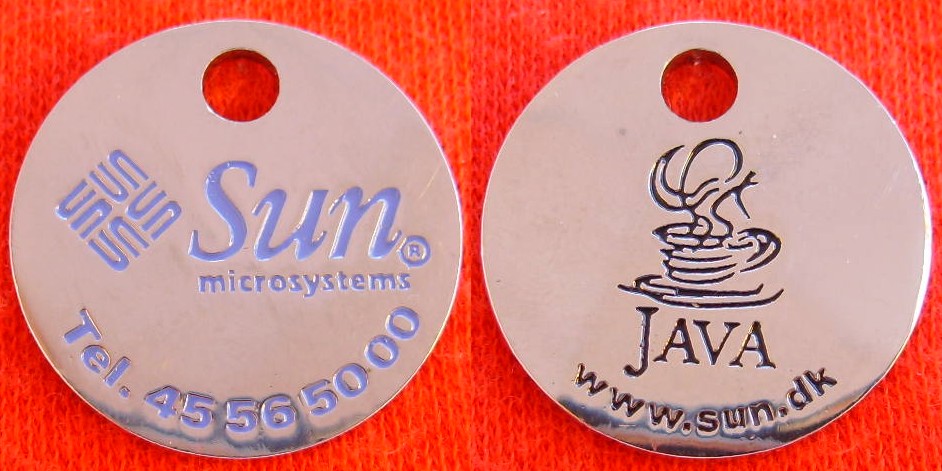 Sun®
microsystems
Tel. 45 56 50 00
JAVA
www.sun.dk